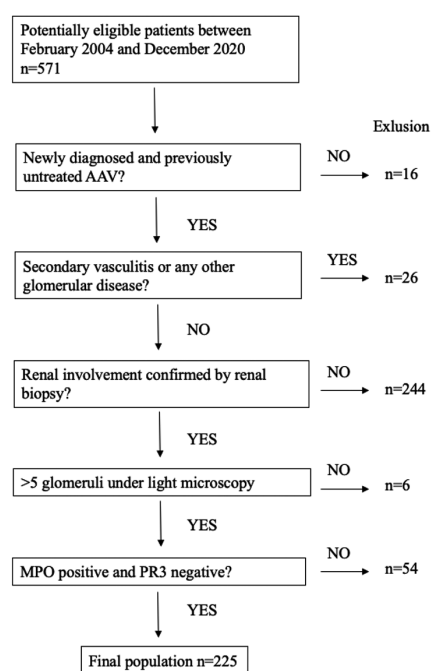 Potentially eligible patients between
February 2004 and December 2020
n=571
Exlusion
Newly diagnosed and previously
untreated AAV?
NO
n=16
YES
Secondary vasculitis or any other
glomerular disease?
YES
n=26
NO
Renal involvement confirmed by renal
biopsy?
NO
n=244
YES
>5 glomeruli under light microscopy
NO
n=6
YES
MPO positive and PR3 negative?
NO
n=54
YES
Final population n=225